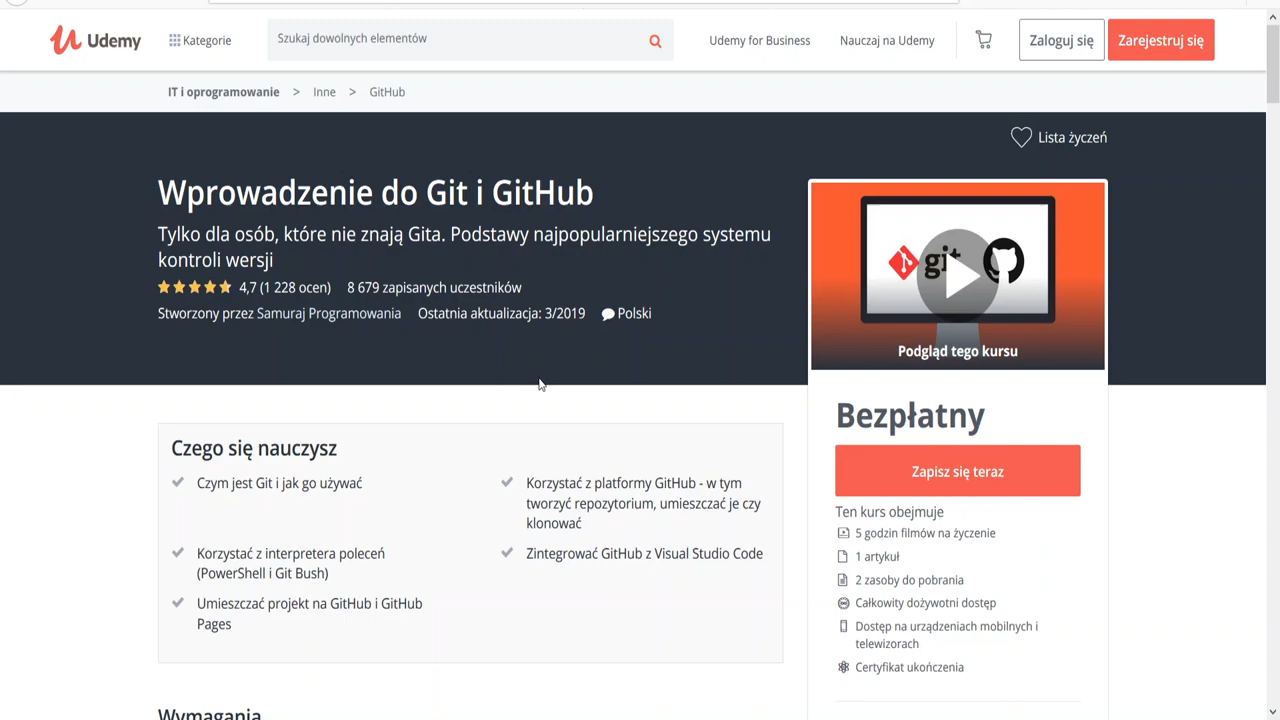 Udemy
Kategorie
Szukaj dowolnych elementów
Udemy for Business
Nauczaj na Udemy
Zaloguj się
Zarejestruj się
IT i oprogramowanie > Inne > GitHub
Lista życzeń
Wprowadzenie do Git i GitHub
Tylko dla osób, które nie znają Gita. Podstawy najpopularniejszego systemu
kontroli wersji
4,7 (1 228 ocen) 8 679 zapisanych uczestników
Stworzony przez Samuraj Programowania Ostatnia aktualizacja: 3/2019 Polski
git
Podgląd tego kursu
Bezpłatny
Zapisz się teraz
Ten kurs obejmuje
5 godzin filmów na życzenie
1 artykuł
2 zasoby do pobrania
Całkowity dożywotni dostęp
Dostęp na urządzeniach mobilnych i
telewizorach
Certyfikat ukończenia
Czego się nauczysz
Czym jest Git i jak go używać
Korzystać z platformy GitHub - w tym
tworzyć repozytorium, umieszczać je czy
klonować
Korzystać z interpretera poleceń
(PowerShell i Git Bush)
Zintegrować GitHub z Visual Studio Code
Umieszczać projekt na GitHub i GitHub
Pages
Wymagania